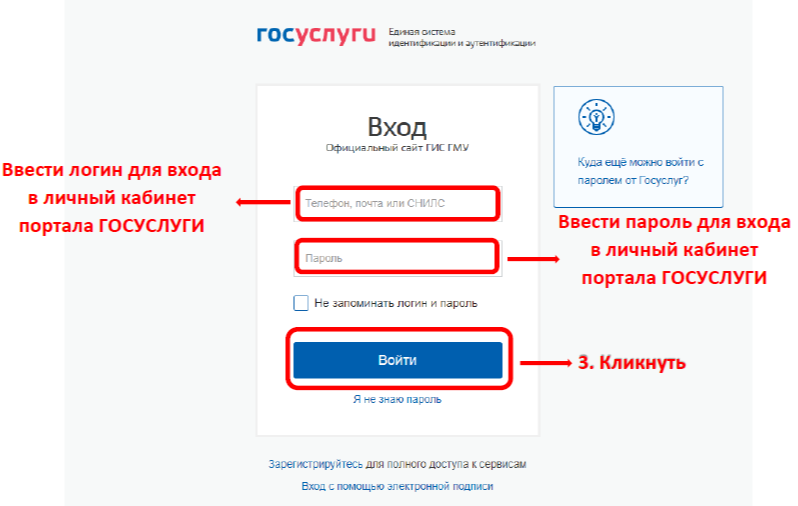 госуслуги
Единая система
идентификации и аутентификации
Вход
Официальный сайт ГИС ГМУ
Куда ещё можно войти с
паролем от Госуслуг?
Ввести логин для входа
в личный кабинет
портала ГОСУСЛУГИ
Телефон, почта или СНИЛС
Ввести пароль для входа
в личный кабинет
портала ГОСУСЛУГИ
Пароль
Не запоминать логин и пароль
Войти
3. Кликнуть
Я не знаю пароль
Зарегистрируйтесь для полного доступа к сервисам
Вход с помощью электронной подписи